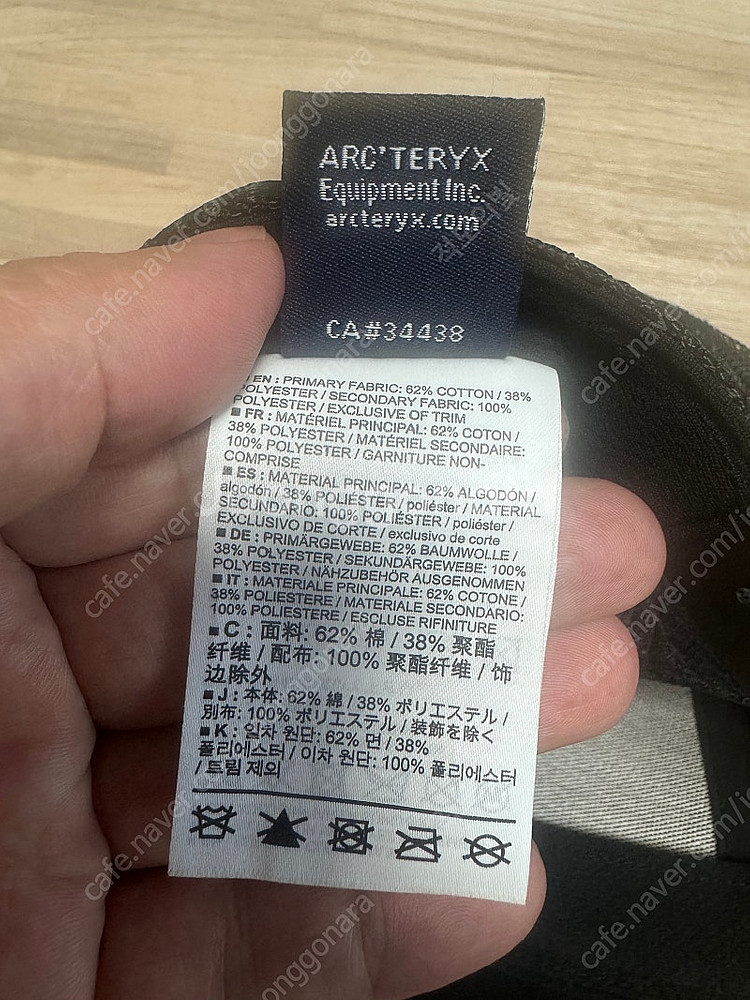 ARC'TERYX
Equipment Inc.
arcteryx.com
CA#34438
■ EN : PRIMARY FABRIC: 62% COTTON / 38%
POLYESTER / SECONDARY FABRIC: 100%
POLYESTER / EXCLUSIVE OF TRIM
■ FR : MATÉRIEL PRINCIPAL: 62% COTON /
38% POLYESTER / MATÉRIEL SECONDAIRE:
100% POLYESTER / GARNITURE NON-
COMPRISE
■ ES : MATERIAL PRINCIPAL: 62% ALGODÓN /
algodón / 38% POLIÉSTER / poliéster / MATERIAL
SECUNDARIO: 100% POLIÉSTER / poliéster /
EXCLUSIVO DE CORTE / exclusivo de corte
■ DE : PRIMÄRGEWEBE: 62% BAUMWOLLE /
38% POLYESTER / SEKUNDÄRGEWEBE: 100%
POLYESTER / NÄHZUBEHÖR AUSGENOMMEN
■ IT : MATERIALE PRINCIPALE: 62% COTONE /
38% POLIESTERE / MATERIALE SECONDARIO:
100% POLIESTERE / ESCLUSE RIFINITURE
■ C : 面料: 62% 棉 / 38% 聚酯
纤维 / 配布: 100% 聚酯纤维 / 饰
边除外
■ J : 本体: 62% 綿 / 38% ポリエステル /
別布: 100% ポリエステル / 装飾を除く
■ K : 일차 원단: 62% 면 / 38%
폴리에스터 / 이차 원단: 100% 폴리에스터
/ 트림 제외
cafe.naver.com/joonggonara